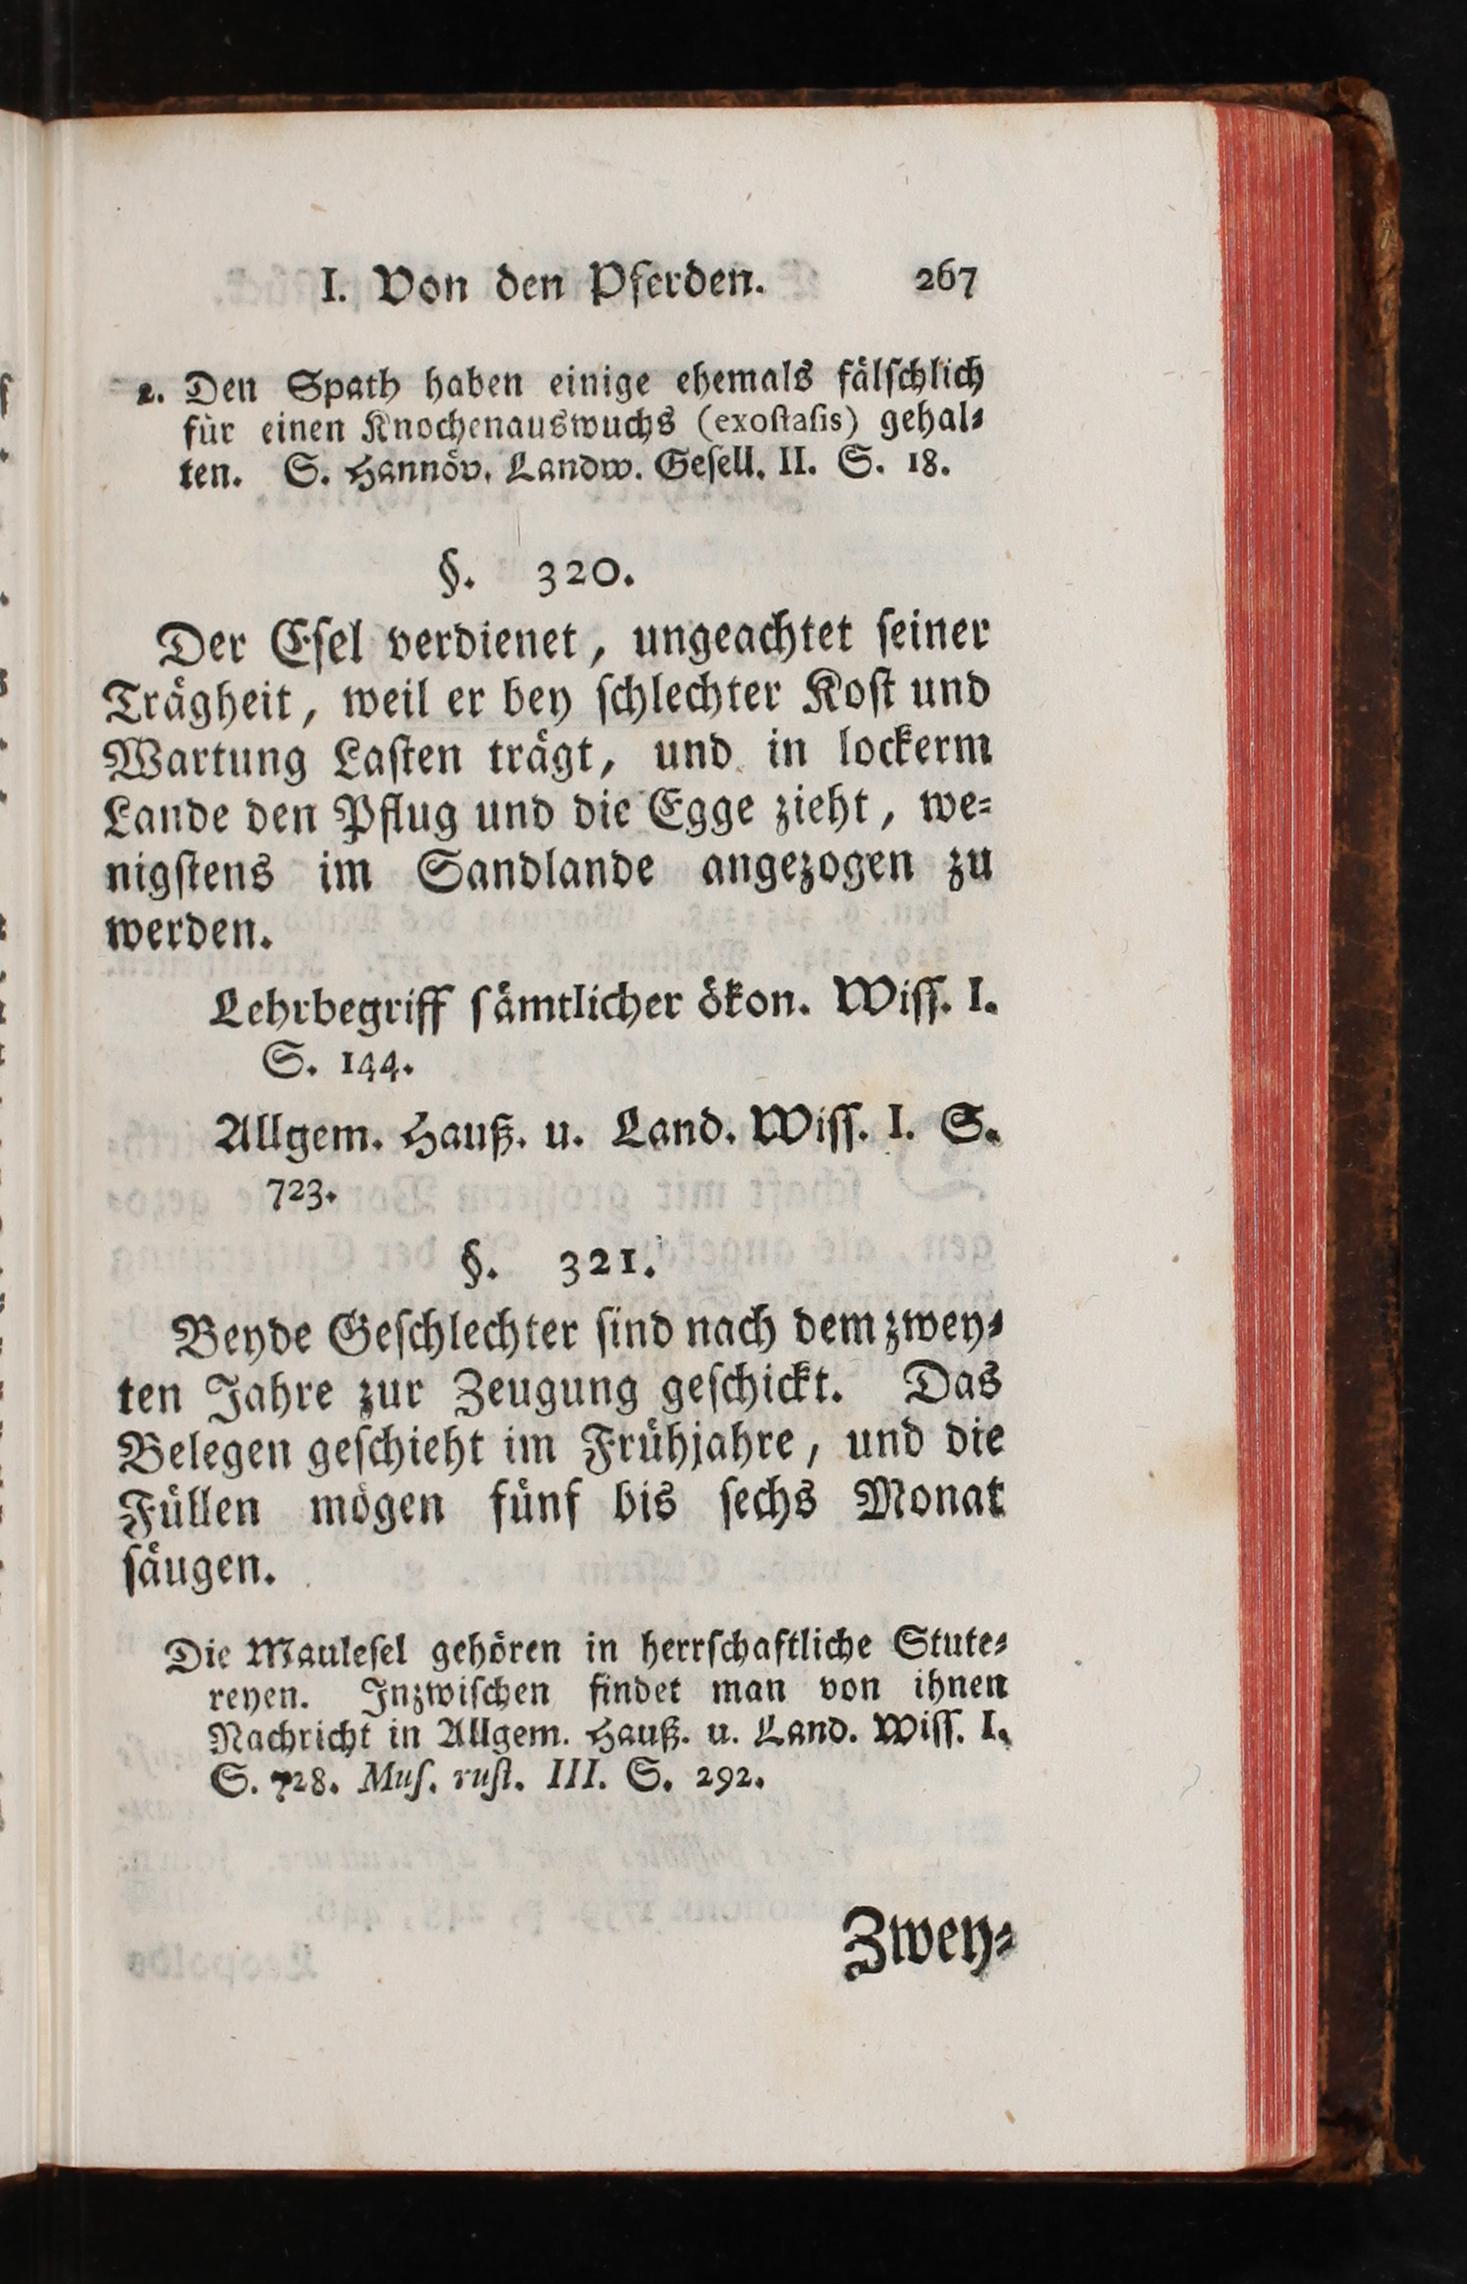 I. Von den Pferden. 267
2. Den Spath haben einige ehemals fälschlich
für einen Knochenauswuchs (exostasis) gehal-
ten. S. Hannöv. Landw. Gesell. II. S. 18.
§. 320.
Der Esel verdienet, ungeachtet seiner
Trägheit, weil er bey schlechter Kost und
Wartung Lasten trägt, und in lockerm
Lande den Pflug und die Egge zieht, we-
nigstens im Sandlande angezogen zu
werden.
Lehrbegriff sämtlicher ökon. Wiss. I.
S. 144.
Allgem. Hauß. u. Land. Wiss. I. S.
723.
§. 321.
Beyde Geschlechter sind nach dem zwey-
ten Jahre zur Zeugung geschickt. Das
Belegen geschieht im Frühjahre, und die
Füllen mögen fünf bis sechs Monat
säugen.
Die Maulesel gehören in herrschaftliche Stute-
reyen. Inzwischen findet man von ihnen
Nachricht in Allgem. Hauß. u. Land. Wiss. I.
S. 728. Mus. rust. III. S. 292.
Zwey-